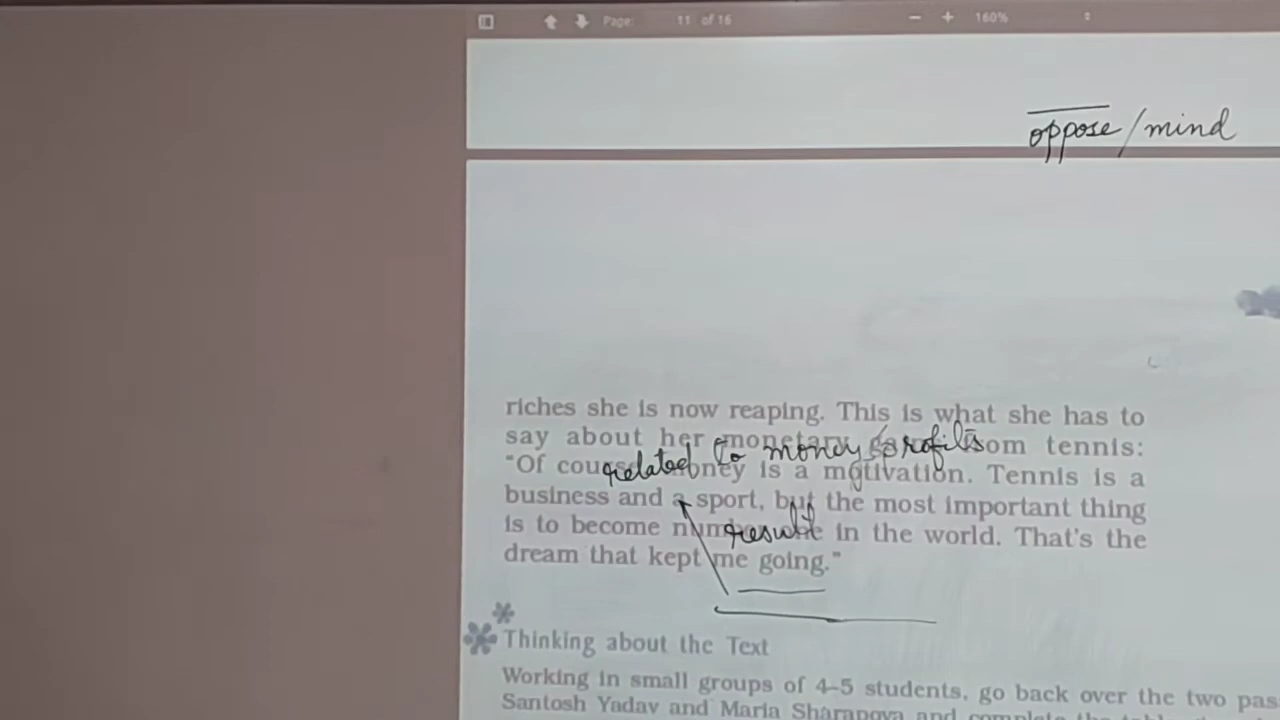 Page: 11 of 16 160%
oppose/mind
riches she is now reaping. This is what she has to
say about her monetary from tennis:
related to money profits
"Of course money is a motivation. Tennis is a
business and a sport, but the most important thing
is to become number one in the world. That's the
result
dream that kept me going."
Thinking about the Text
Working in small groups of 4–5 students, go back over the two pas
Santosh Yadav and Maria Sharapova and complete the